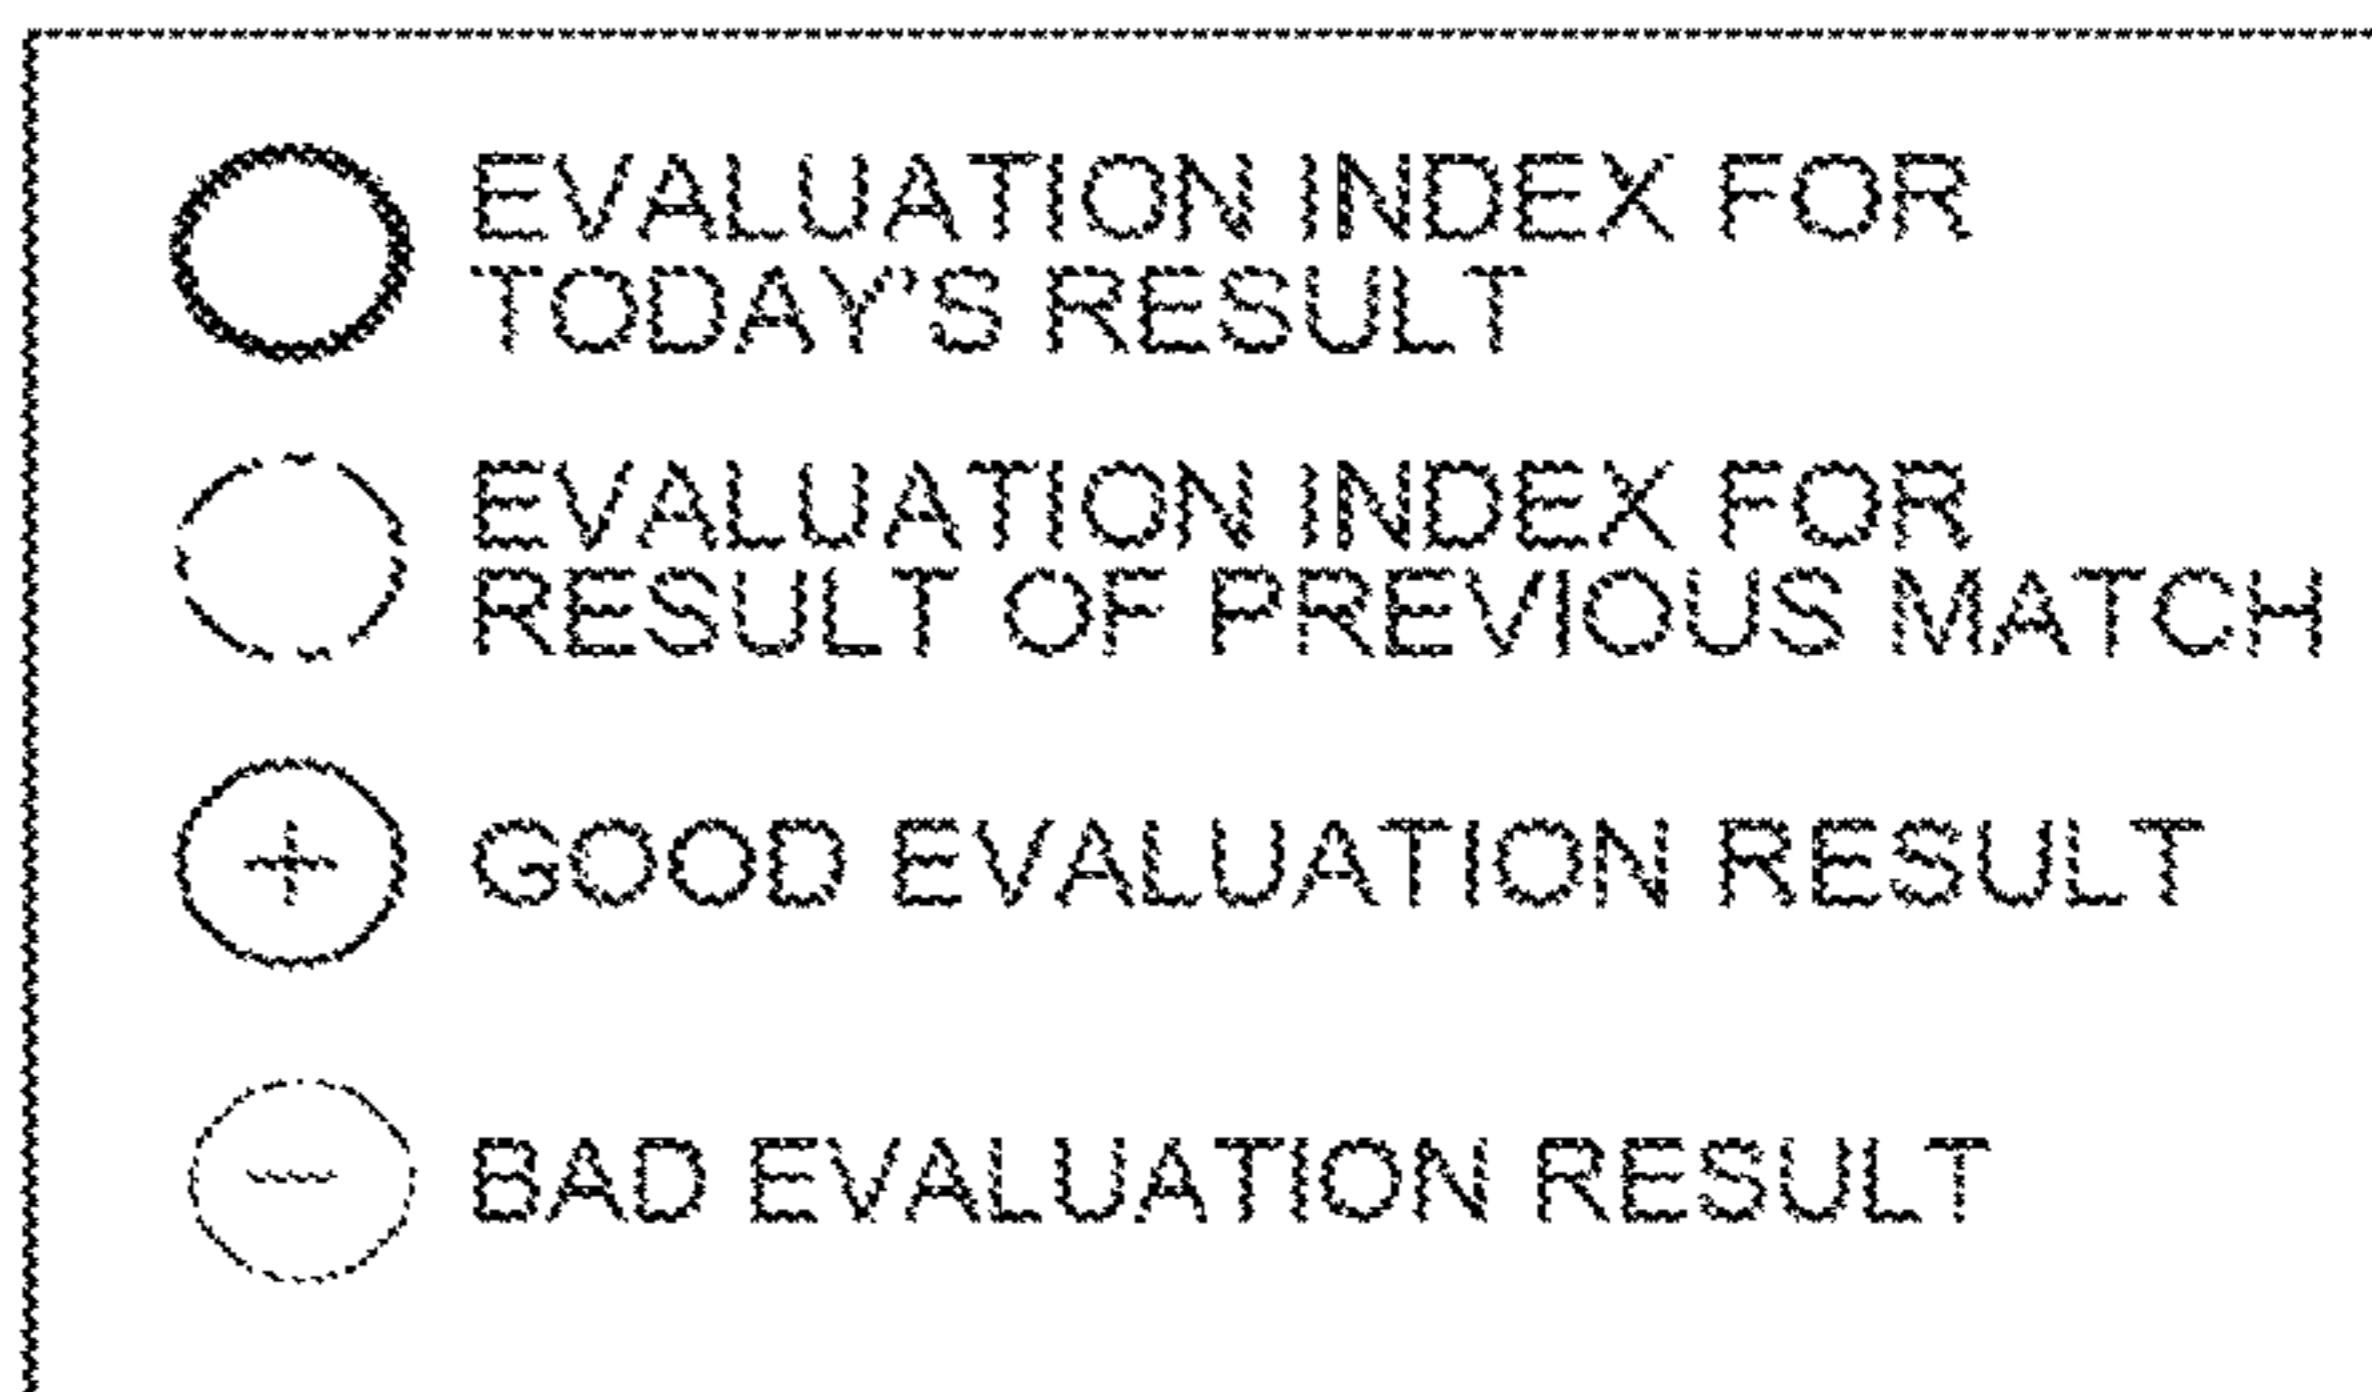 EVALUATION INDEX FOR
TODAY'S RESULT
EVALUATION INDEX FOR
RESULT OF PREVIOUS MATCH
+ GOOD EVALUATION RESULT
- BAD EVALUATION RESULT